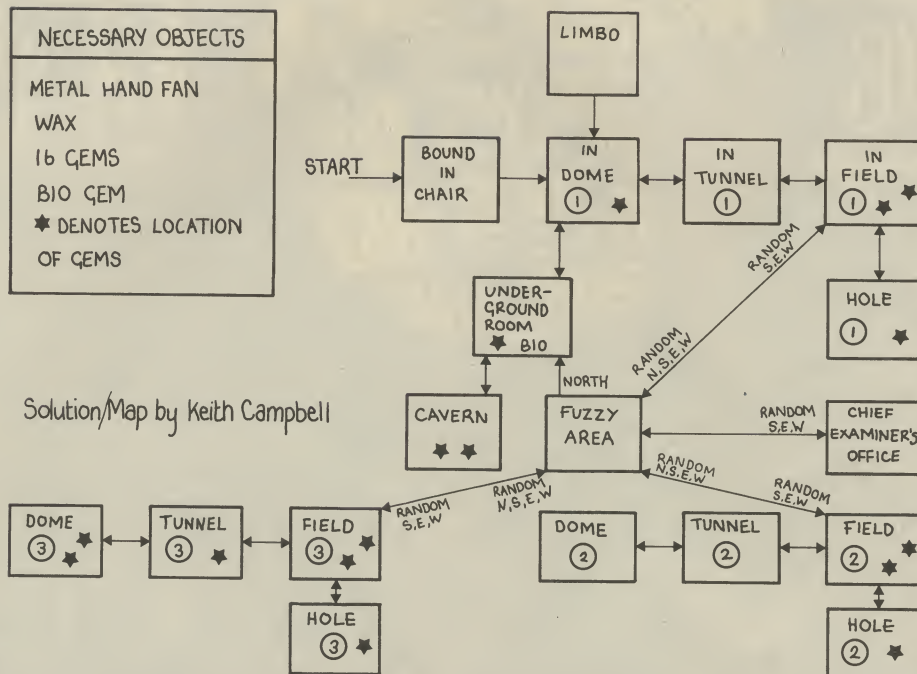 NECESSARY OBJECTS
METAL HAND FAN
WAX
16 GEMS
BIO GEM
★ DENOTES LOCATION
OF GEMS
LIMBO
START
BOUND
IN
CHAIR
IN
DOME
①
IN
TUNNEL
①
IN
FIELD
①
RANDOM
S,E,W
HOLE
①
UNDER-
GROUND
ROOM
BIO
RANDOM
N,S,E,W
NORTH
Solution/Map by Keith Campbell
CAVERN
FUZZY
AREA
RANDOM
S,E,W
CHIEF
EXAMINER'S
OFFICE
RANDOM
N,S,E,W
RANDOM
S,E,W
RANDOM
S,E,W
RANDOM
N,S,E,W
DOME
③
TUNNEL
③
FIELD
③
HOLE
③
DOME
②
TUNNEL
②
FIELD
②
HOLE
②